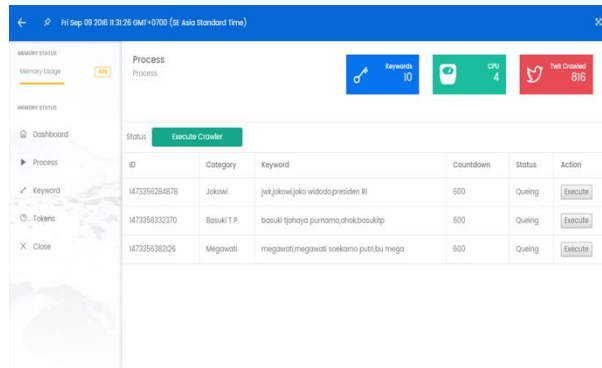 Fri Sep 09 2016 11:31:26 GMT+0700 (SE Asia Standard Time)
MEMORY STATUS
Memory Usage
MEMORY STATUS
Dashboard
Process
Keyword
Tokens
Close
Process
Process
Keywords
10
CPU
4
Twit Crawled
816
Status : Execute Crawler
ID Category Keyword Countdown Status Action
1473356284878 Jokowi jwk,jokowi,joko widodo,presiden RI 600 Queing Execute
1473356332370 Basuki T P basuki tjahaya purnama,ahok,basukitp 600 Queing Execute
1473356382126 Megawati megawati,megawati soekarno putri,bu mega 600 Queing Execute